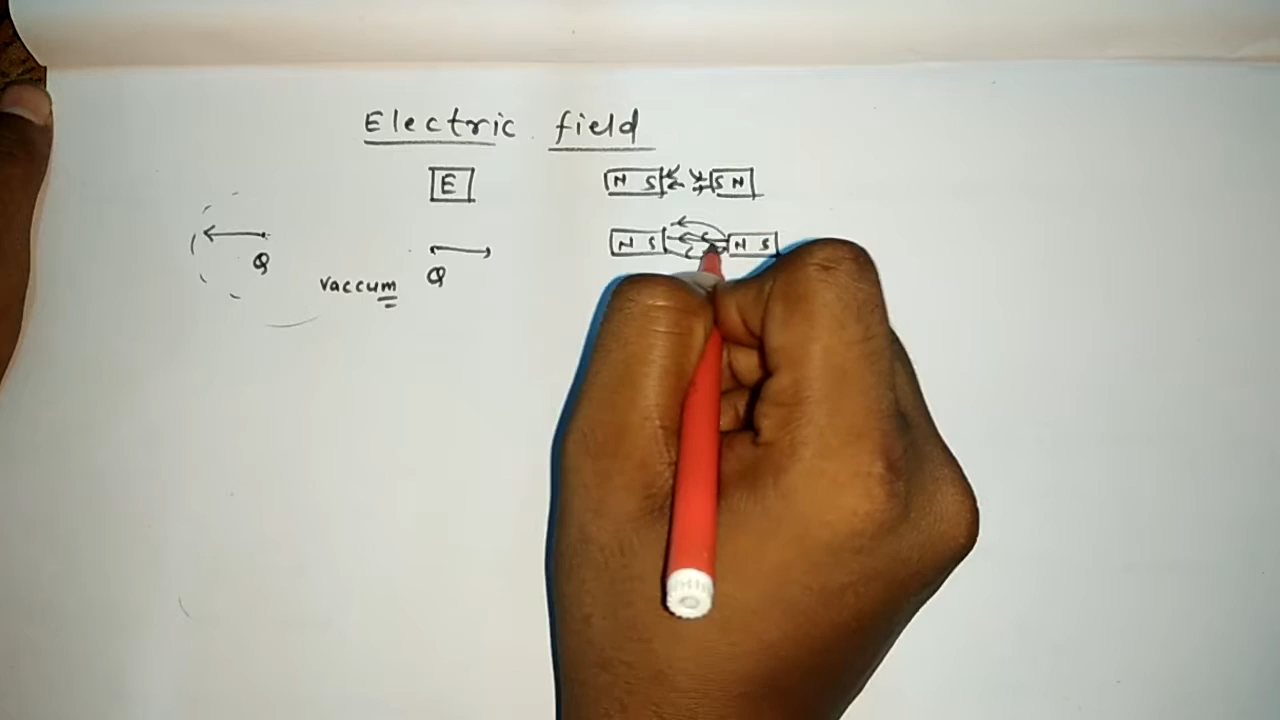 Electric field
E
N S S N
N S N S
Q
Q
vaccum